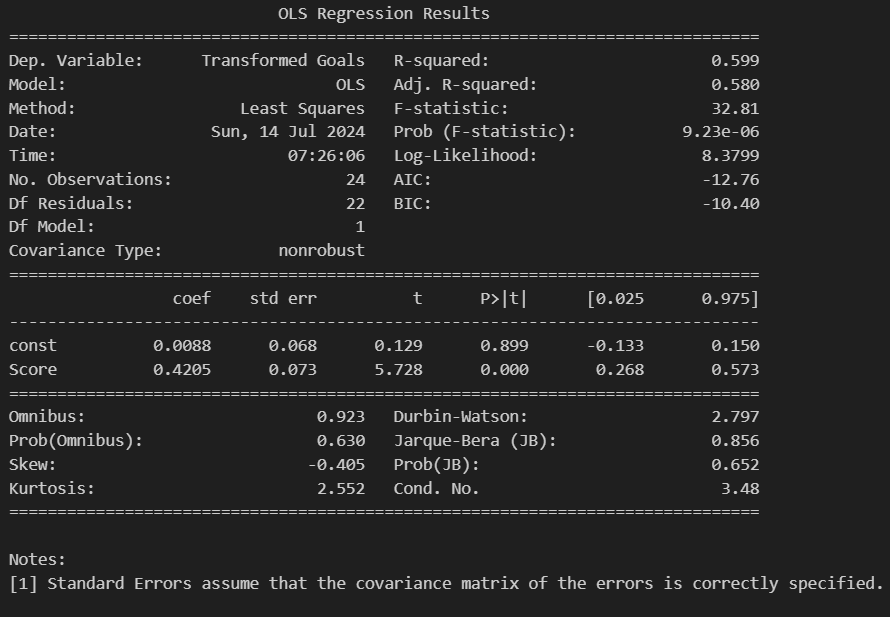 OLS Regression Results
==============================================================================
Dep. Variable:      Transformed Goals   R-squared:                       0.599
Model:                            OLS   Adj. R-squared:                  0.580
Method:                 Least Squares   F-statistic:                     32.81
Date:                Sun, 14 Jul 2024   Prob (F-statistic):           9.23e-06
Time:                        07:26:06   Log-Likelihood:                 8.3799
No. Observations:                  24   AIC:                            -12.76
Df Residuals:                      22   BIC:                            -10.40
Df Model:                           1
Covariance Type:            nonrobust
==============================================================================
                 coef    std err          t      P>|t|      [0.025      0.975]
------------------------------------------------------------------------------
const          0.0088      0.068      0.129      0.899      -0.133       0.150
Score          0.4205      0.073      5.728      0.000       0.268       0.573
==============================================================================
Omnibus:                        0.923   Durbin-Watson:                   2.797
Prob(Omnibus):                  0.630   Jarque-Bera (JB):                0.856
Skew:                          -0.405   Prob(JB):                        0.652
Kurtosis:                       2.552   Cond. No.                         3.48
==============================================================================

Notes:
[1] Standard Errors assume that the covariance matrix of the errors is correctly specified.